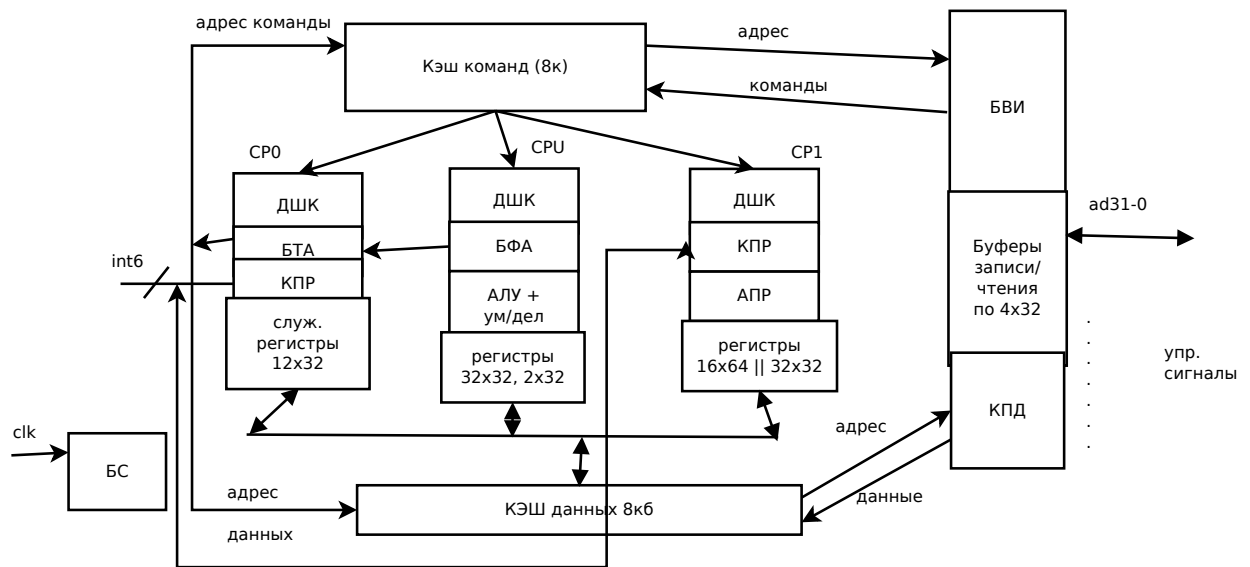 адрес команды
Кэш команд (8к)
адрес
команды
БВИ
CP0
CPU
CP1
ДШК
БТА
КПР
служ.
регистры
12x32
ДШК
БФА
АЛУ +
ум/дел
регистры
32x32, 2x32
ДШК
КПР
АПР
регистры
16x64 || 32x32
int6
Буферы
записи/
чтения
по 4x32
ad31-0
упр.
сигналы
КПД
clk
БС
адрес
данных
КЭШ данных 8кб
адрес
данные